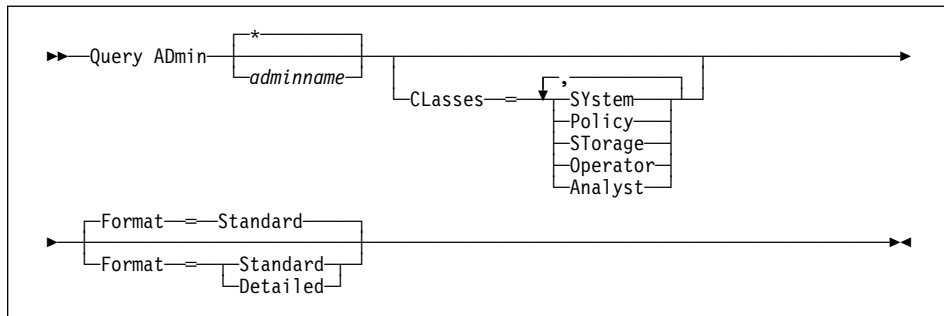 *
Query ADmin
adminname
,
CLasses = SYstem
Policy
STorage
Operator
Analyst
Format = Standard
Format = Standard
Detailed